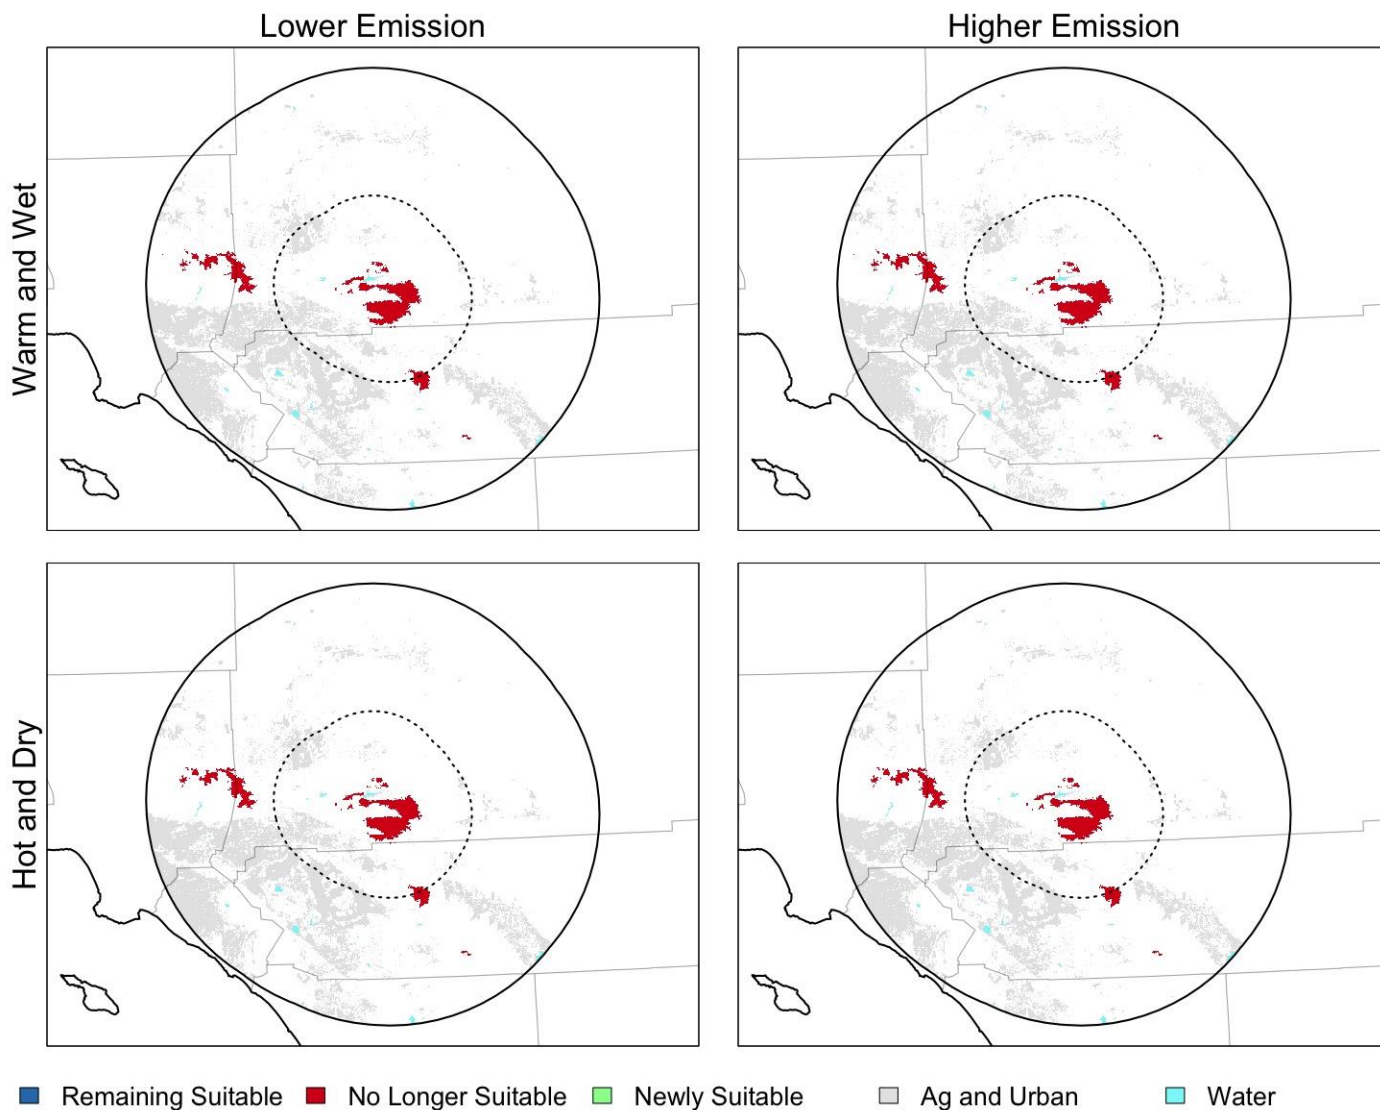 Lower Emission
Higher Emission
Warm and Wet
Hot and Dry
Remaining Suitable
No Longer Suitable
Newly Suitable
Ag and Urban
Water